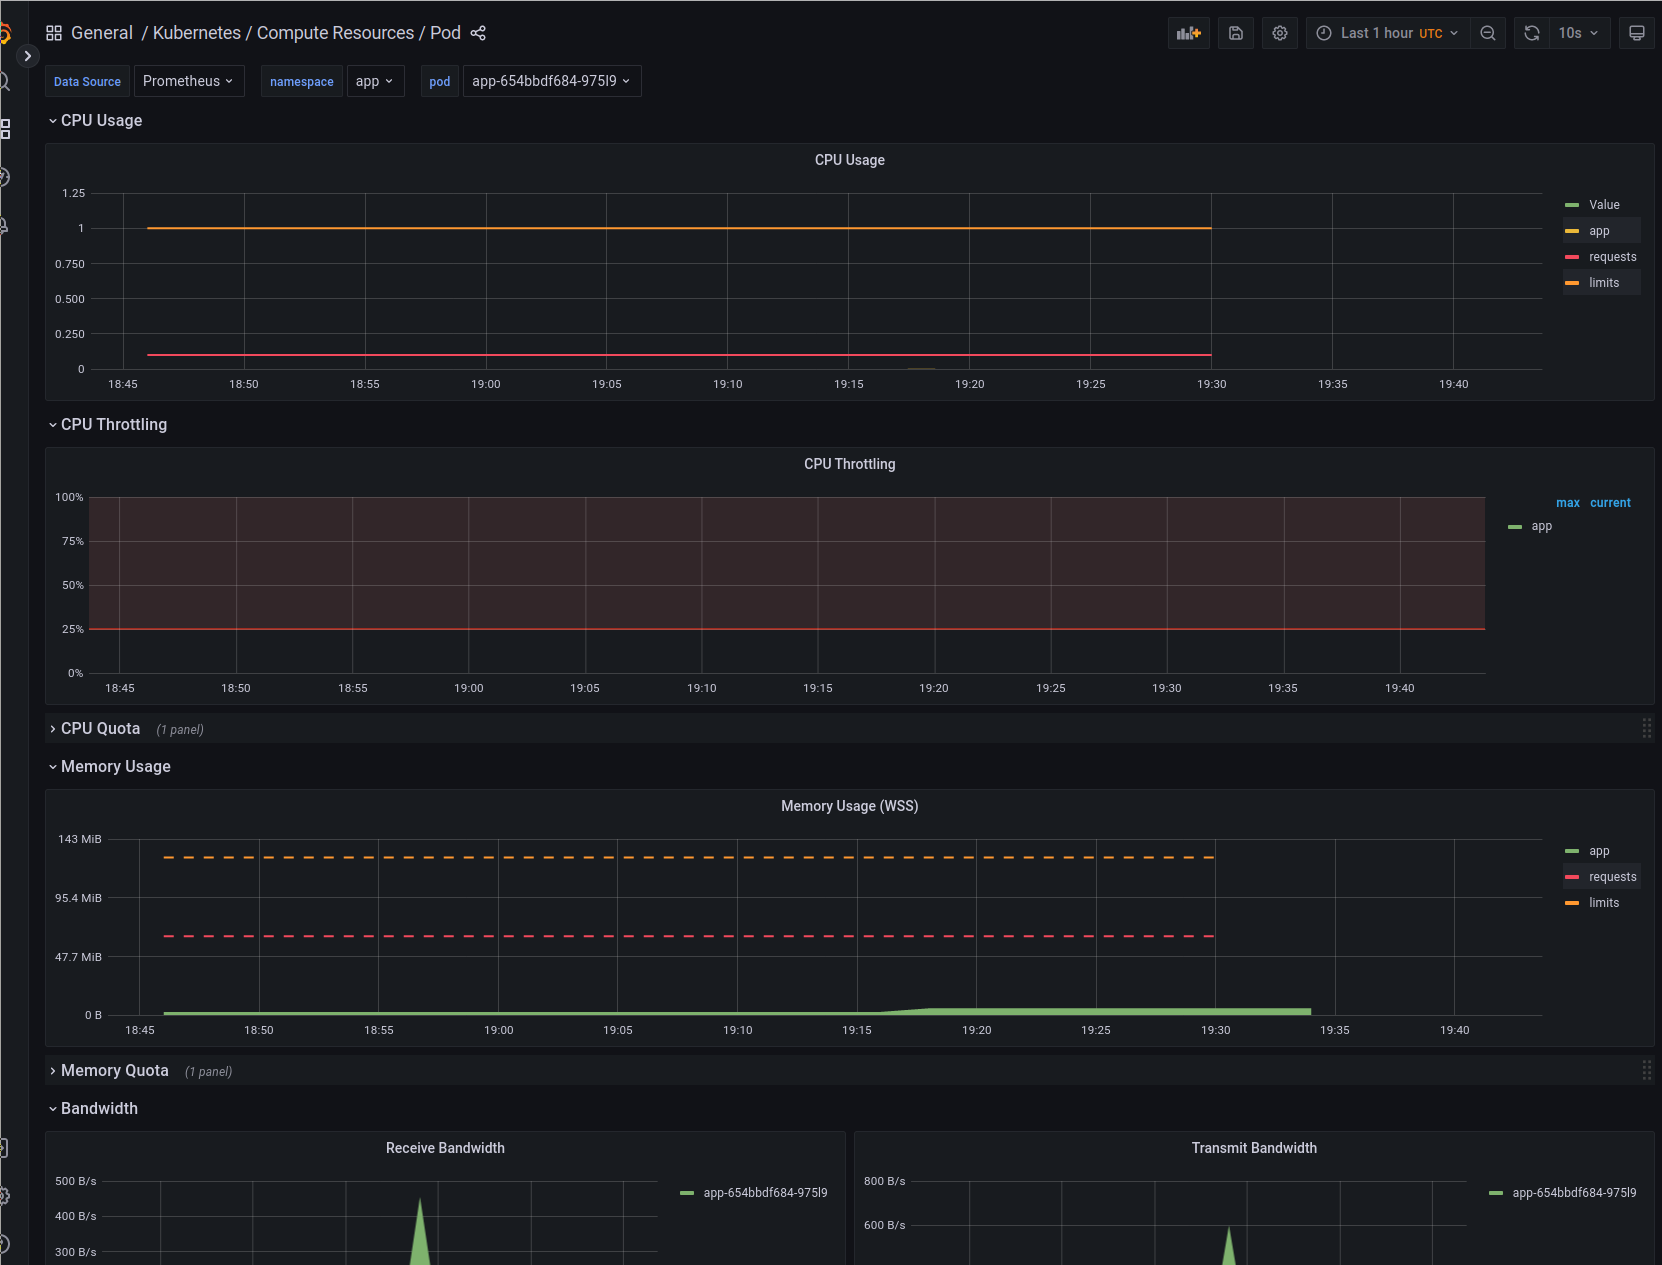 General / Kubernetes / Compute Resources / Pod
Last 1 hour UTC
10s
Data Source Prometheus namespace app pod app-654bbdf684-975l9
CPU Usage
CPU Usage
1.25
1
0.750
0.500
0.250
0
18:45 18:50 18:55 19:00 19:05 19:10 19:15 19:20 19:25 19:30 19:35 19:40
Value
app
requests
limits
CPU Throttling
CPU Throttling
100%
75%
50%
25%
0%
18:45 18:50 18:55 19:00 19:05 19:10 19:15 19:20 19:25 19:30 19:35 19:40
max current
app
CPU Quota (1 panel)
Memory Usage
Memory Usage (WSS)
143 MiB
95.4 MiB
47.7 MiB
0 B
18:45 18:50 18:55 19:00 19:05 19:10 19:15 19:20 19:25 19:30 19:35 19:40
app
requests
limits
Memory Quota (1 panel)
Bandwidth
Receive Bandwidth
500 B/s
400 B/s
300 B/s
app-654bbdf684-975l9
Transmit Bandwidth
800 B/s
600 B/s
app-654bbdf684-975l9